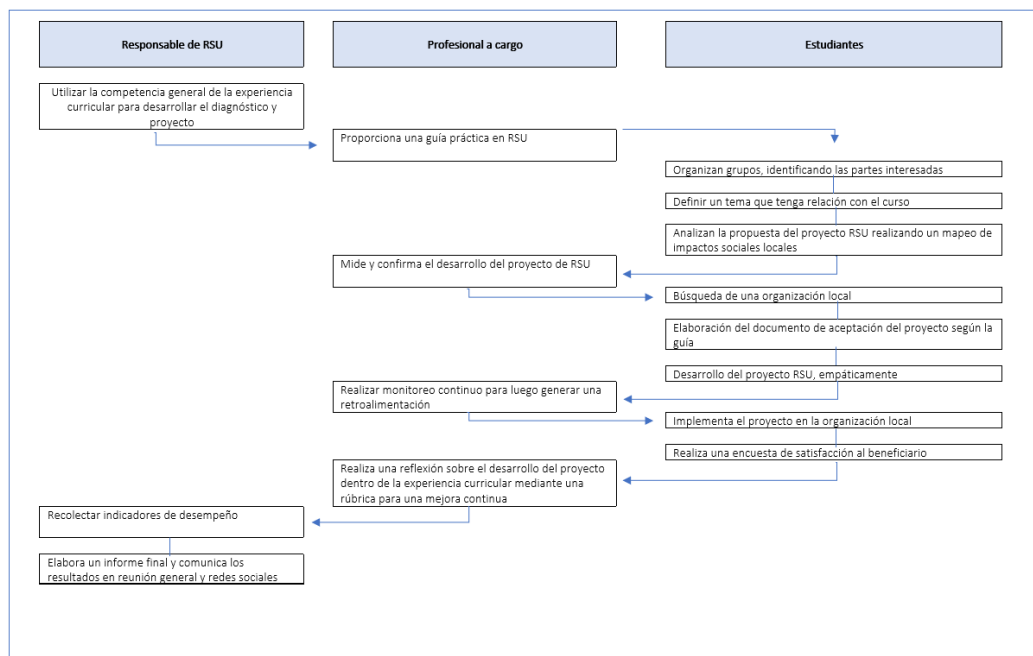 Responsable de RSU
Profesional a cargo
Estudiantes
Utilizar la competencia general de la experiencia
curricular para desarrollar el diagnóstico y
proyecto
Proporciona una guía práctica en RSU
Organizan grupos, identificando las partes interesadas
Definir un tema que tenga relación con el curso
Analizan la propuesta del proyecto RSU realizando un mapeo de
impactos sociales locales
Mide y confirma el desarrollo del proyecto de RSU
Búsqueda de una organización local
Elaboración del documento de aceptación del proyecto según la
guía
Desarrollo del proyecto RSU, empáticamente
Realizar monitoreo continuo para luego generar una
retroalimentación
Implementa el proyecto en la organización local
Realiza una encuesta de satisfacción al beneficiario
Realiza una reflexión sobre el desarrollo del proyecto
dentro de la experiencia curricular mediante una
rúbrica para una mejora continua
Recolectar indicadores de desempeño
Elabora un informe final y comunica los
resultados en reunión general y redes sociales